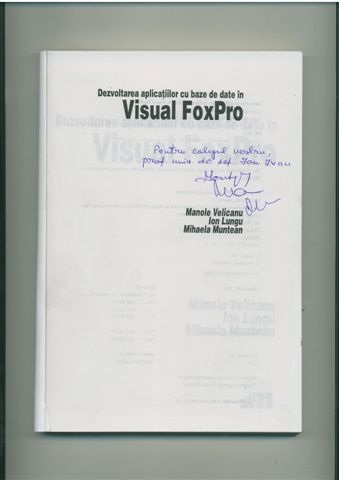 Dezvoltarea aplicațiilor cu baze de date în
Visual FoxPro
Pentru colegul nostru,
prof. univ. dr. Ion Ivan
Manole Velicanu
Ion Lungu
Mihaela Muntean